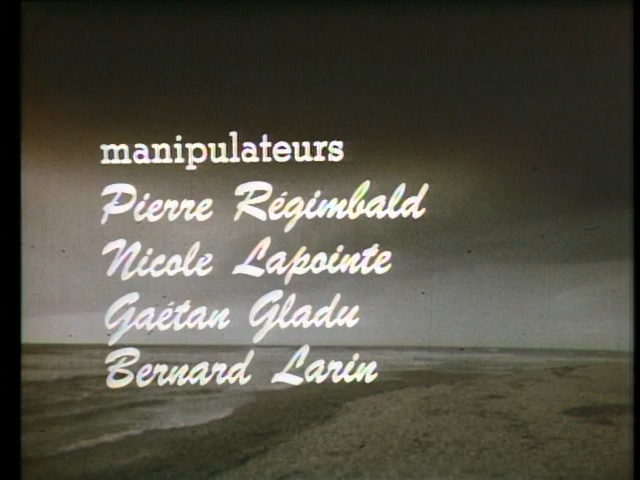 manipulateurs
Pierre Régimbald
Nicole Lapointe
Gaétan Gladu
Bernard Larin